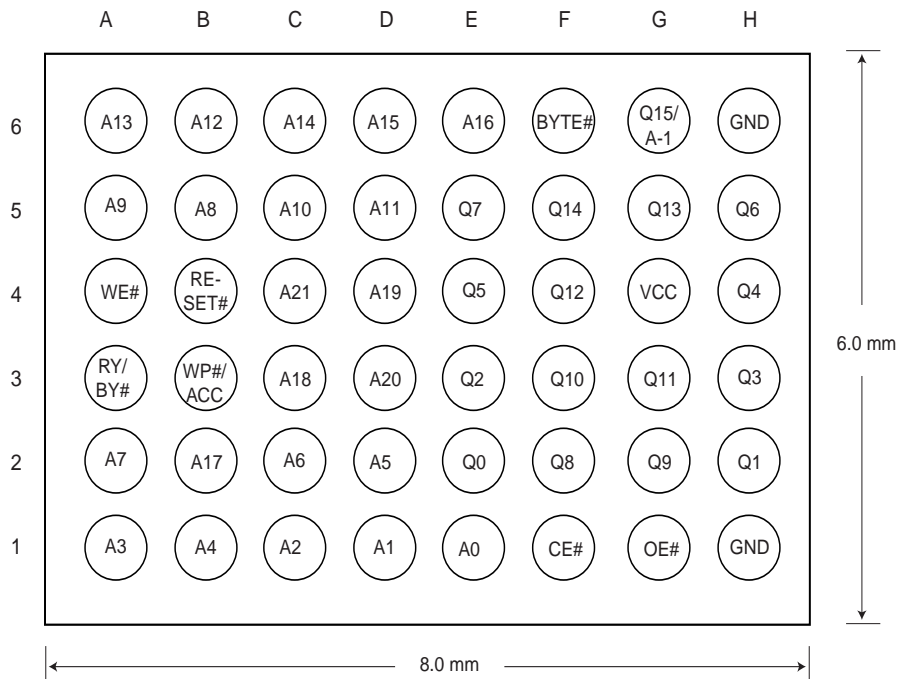 A B C D E F G H
6 A13 A12 A14 A15 A16 BYTE# Q15/ A-1 GND
5 A9 A8 A10 A11 Q7 Q14 Q13 Q6
4 WE# RE- SET# A21 A19 Q5 Q12 VCC Q4
6.0 mm
3 RY/ BY# WP#/ ACC A18 A20 Q2 Q10 Q11 Q3
2 A7 A17 A6 A5 Q0 Q8 Q9 Q1
1 A3 A4 A2 A1 A0 CE# OE# GND
8.0 mm